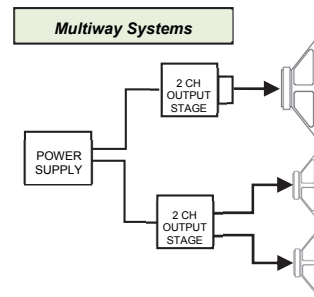 Multiway Systems
2 CH
OUTPUT
STAGE
POWER
SUPPLY
2 CH
OUTPUT
STAGE